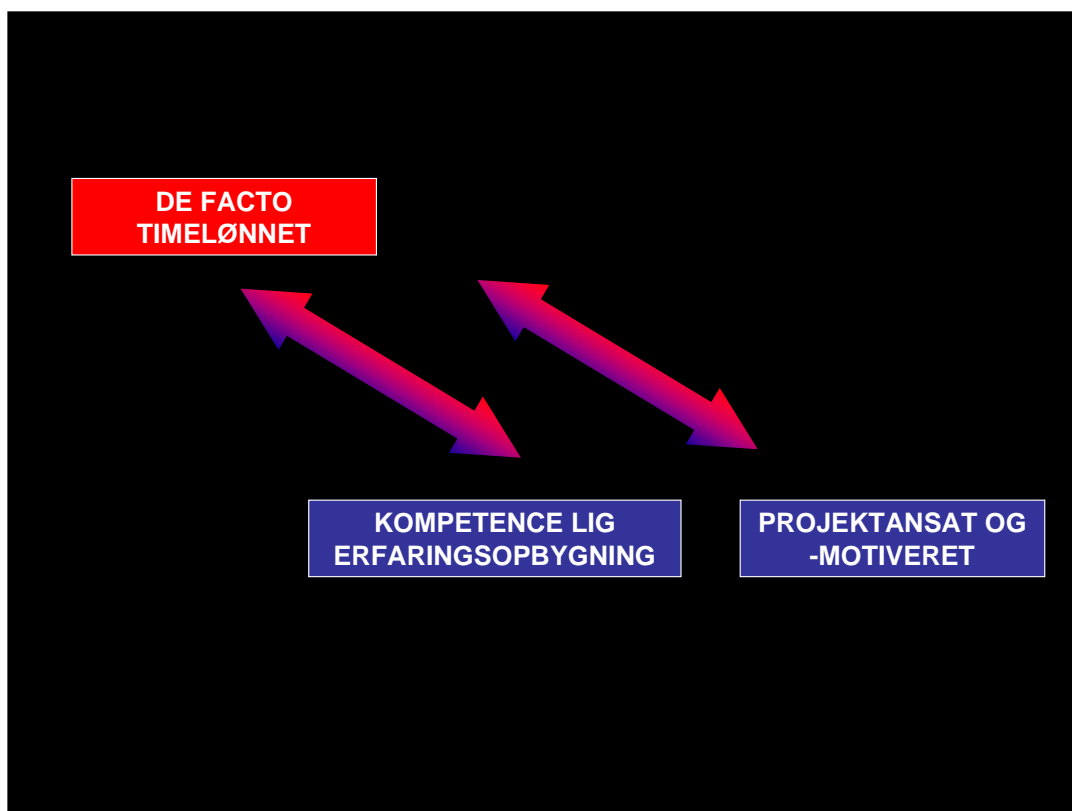 DE FACTO
TIMELØNNET
KOMPETENCE LIG
ERFARINGSOPBYGNING
PROJEKTANSAT OG
-MOTIVERET